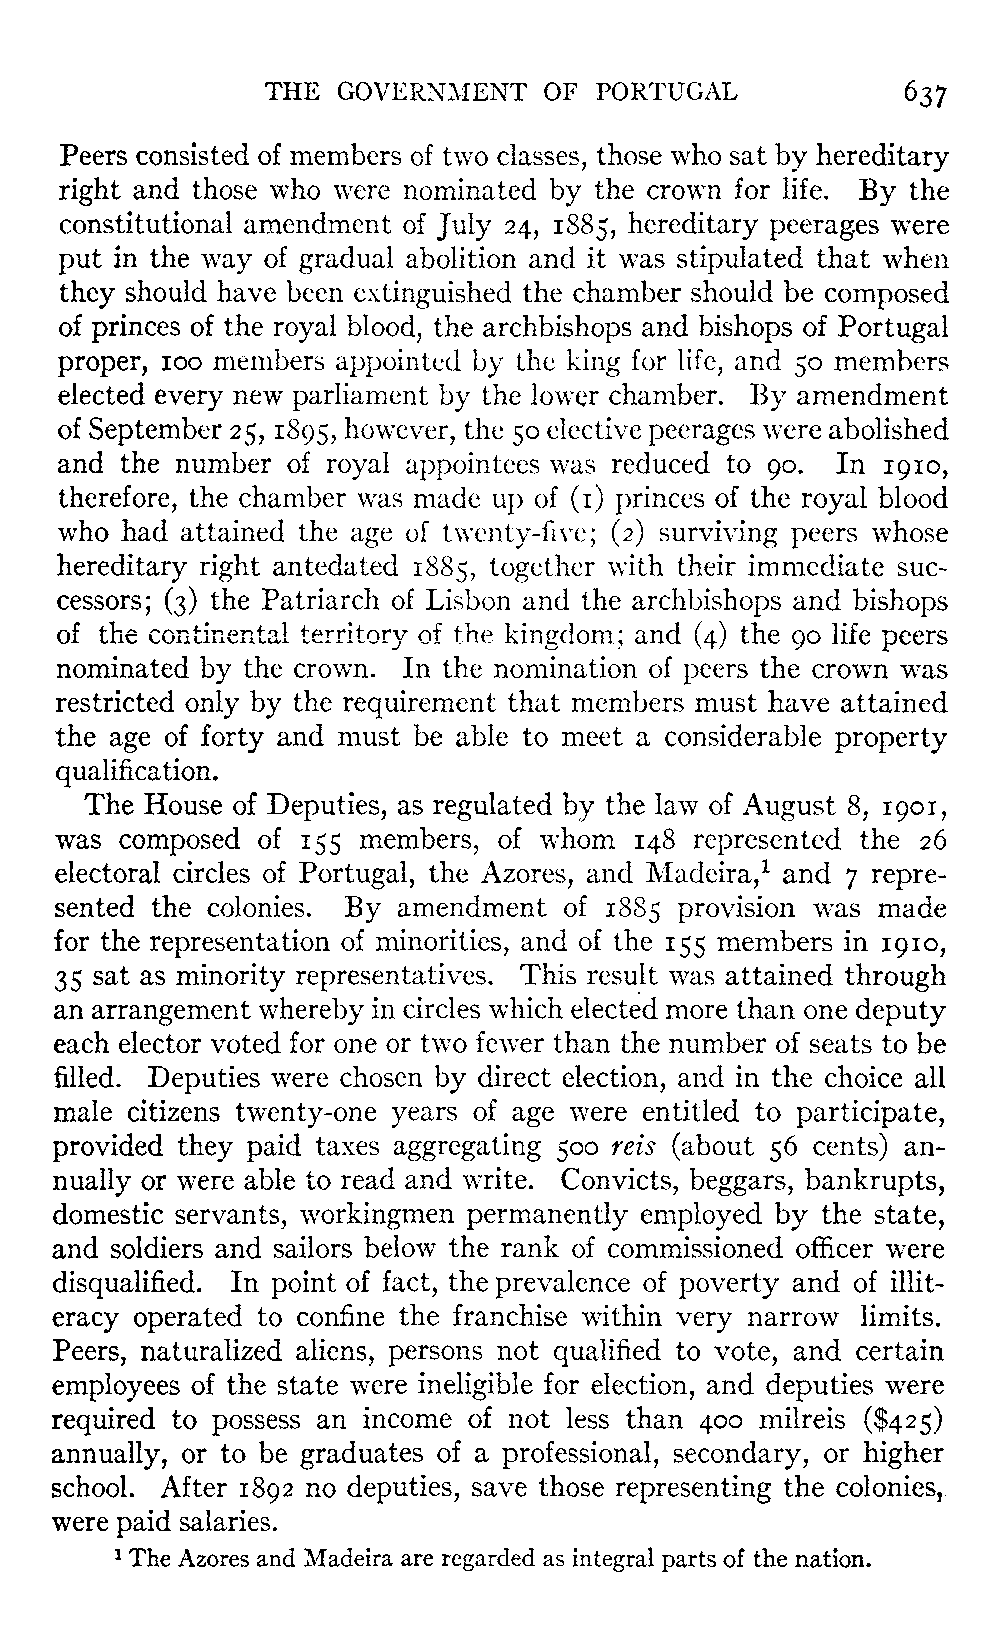 THE GOVERNMENT OF PORTUGAL 637
Peers consisted of members of two classes, those who sat by hereditary
right and those who were nominated by the crown for life. By the
constitutional amendment of July 24, 1885, hereditary peerages were
put in the way of gradual abolition and it was stipulated that when
they should have been extinguished the chamber should be composed
of princes of the royal blood, the archbishops and bishops of Portugal
proper, 100 members appointed by the king for life, and 50 members
elected every new parliament by the lower chamber. By amendment
of September 25, 1895, however, the 50 elective peerages were abolished
and the number of royal appointees was reduced to 90. In 1910,
therefore, the chamber was made up of (1) princes of the royal blood
who had attained the age of twenty-five; (2) surviving peers whose
hereditary right antedated 1885, together with their immediate suc-
cessors; (3) the Patriarch of Lisbon and the archbishops and bishops
of the continental territory of the kingdom; and (4) the 90 life peers
nominated by the crown. In the nomination of peers the crown was
restricted only by the requirement that members must have attained
the age of forty and must be able to meet a considerable property
qualification.
The House of Deputies, as regulated by the law of August 8, 1901,
was composed of 155 members, of whom 148 represented the 26
electoral circles of Portugal, the Azores, and Madeira,¹ and 7 repre-
sented the colonies. By amendment of 1885 provision was made
for the representation of minorities, and of the 155 members in 1910,
35 sat as minority representatives. This result was attained through
an arrangement whereby in circles which elected more than one deputy
each elector voted for one or two fewer than the number of seats to be
filled. Deputies were chosen by direct election, and in the choice all
male citizens twenty-one years of age were entitled to participate,
provided they paid taxes aggregating 500 reis (about 56 cents) an-
nually or were able to read and write. Convicts, beggars, bankrupts,
domestic servants, workingmen permanently employed by the state,
and soldiers and sailors below the rank of commissioned officer were
disqualified. In point of fact, the prevalence of poverty and of illit-
eracy operated to confine the franchise within very narrow limits.
Peers, naturalized aliens, persons not qualified to vote, and certain
employees of the state were ineligible for election, and deputies were
required to possess an income of not less than 400 milreis ($425)
annually, or to be graduates of a professional, secondary, or higher
school. After 1892 no deputies, save those representing the colonies,
were paid salaries.
¹ The Azores and Madeira are regarded as integral parts of the nation.